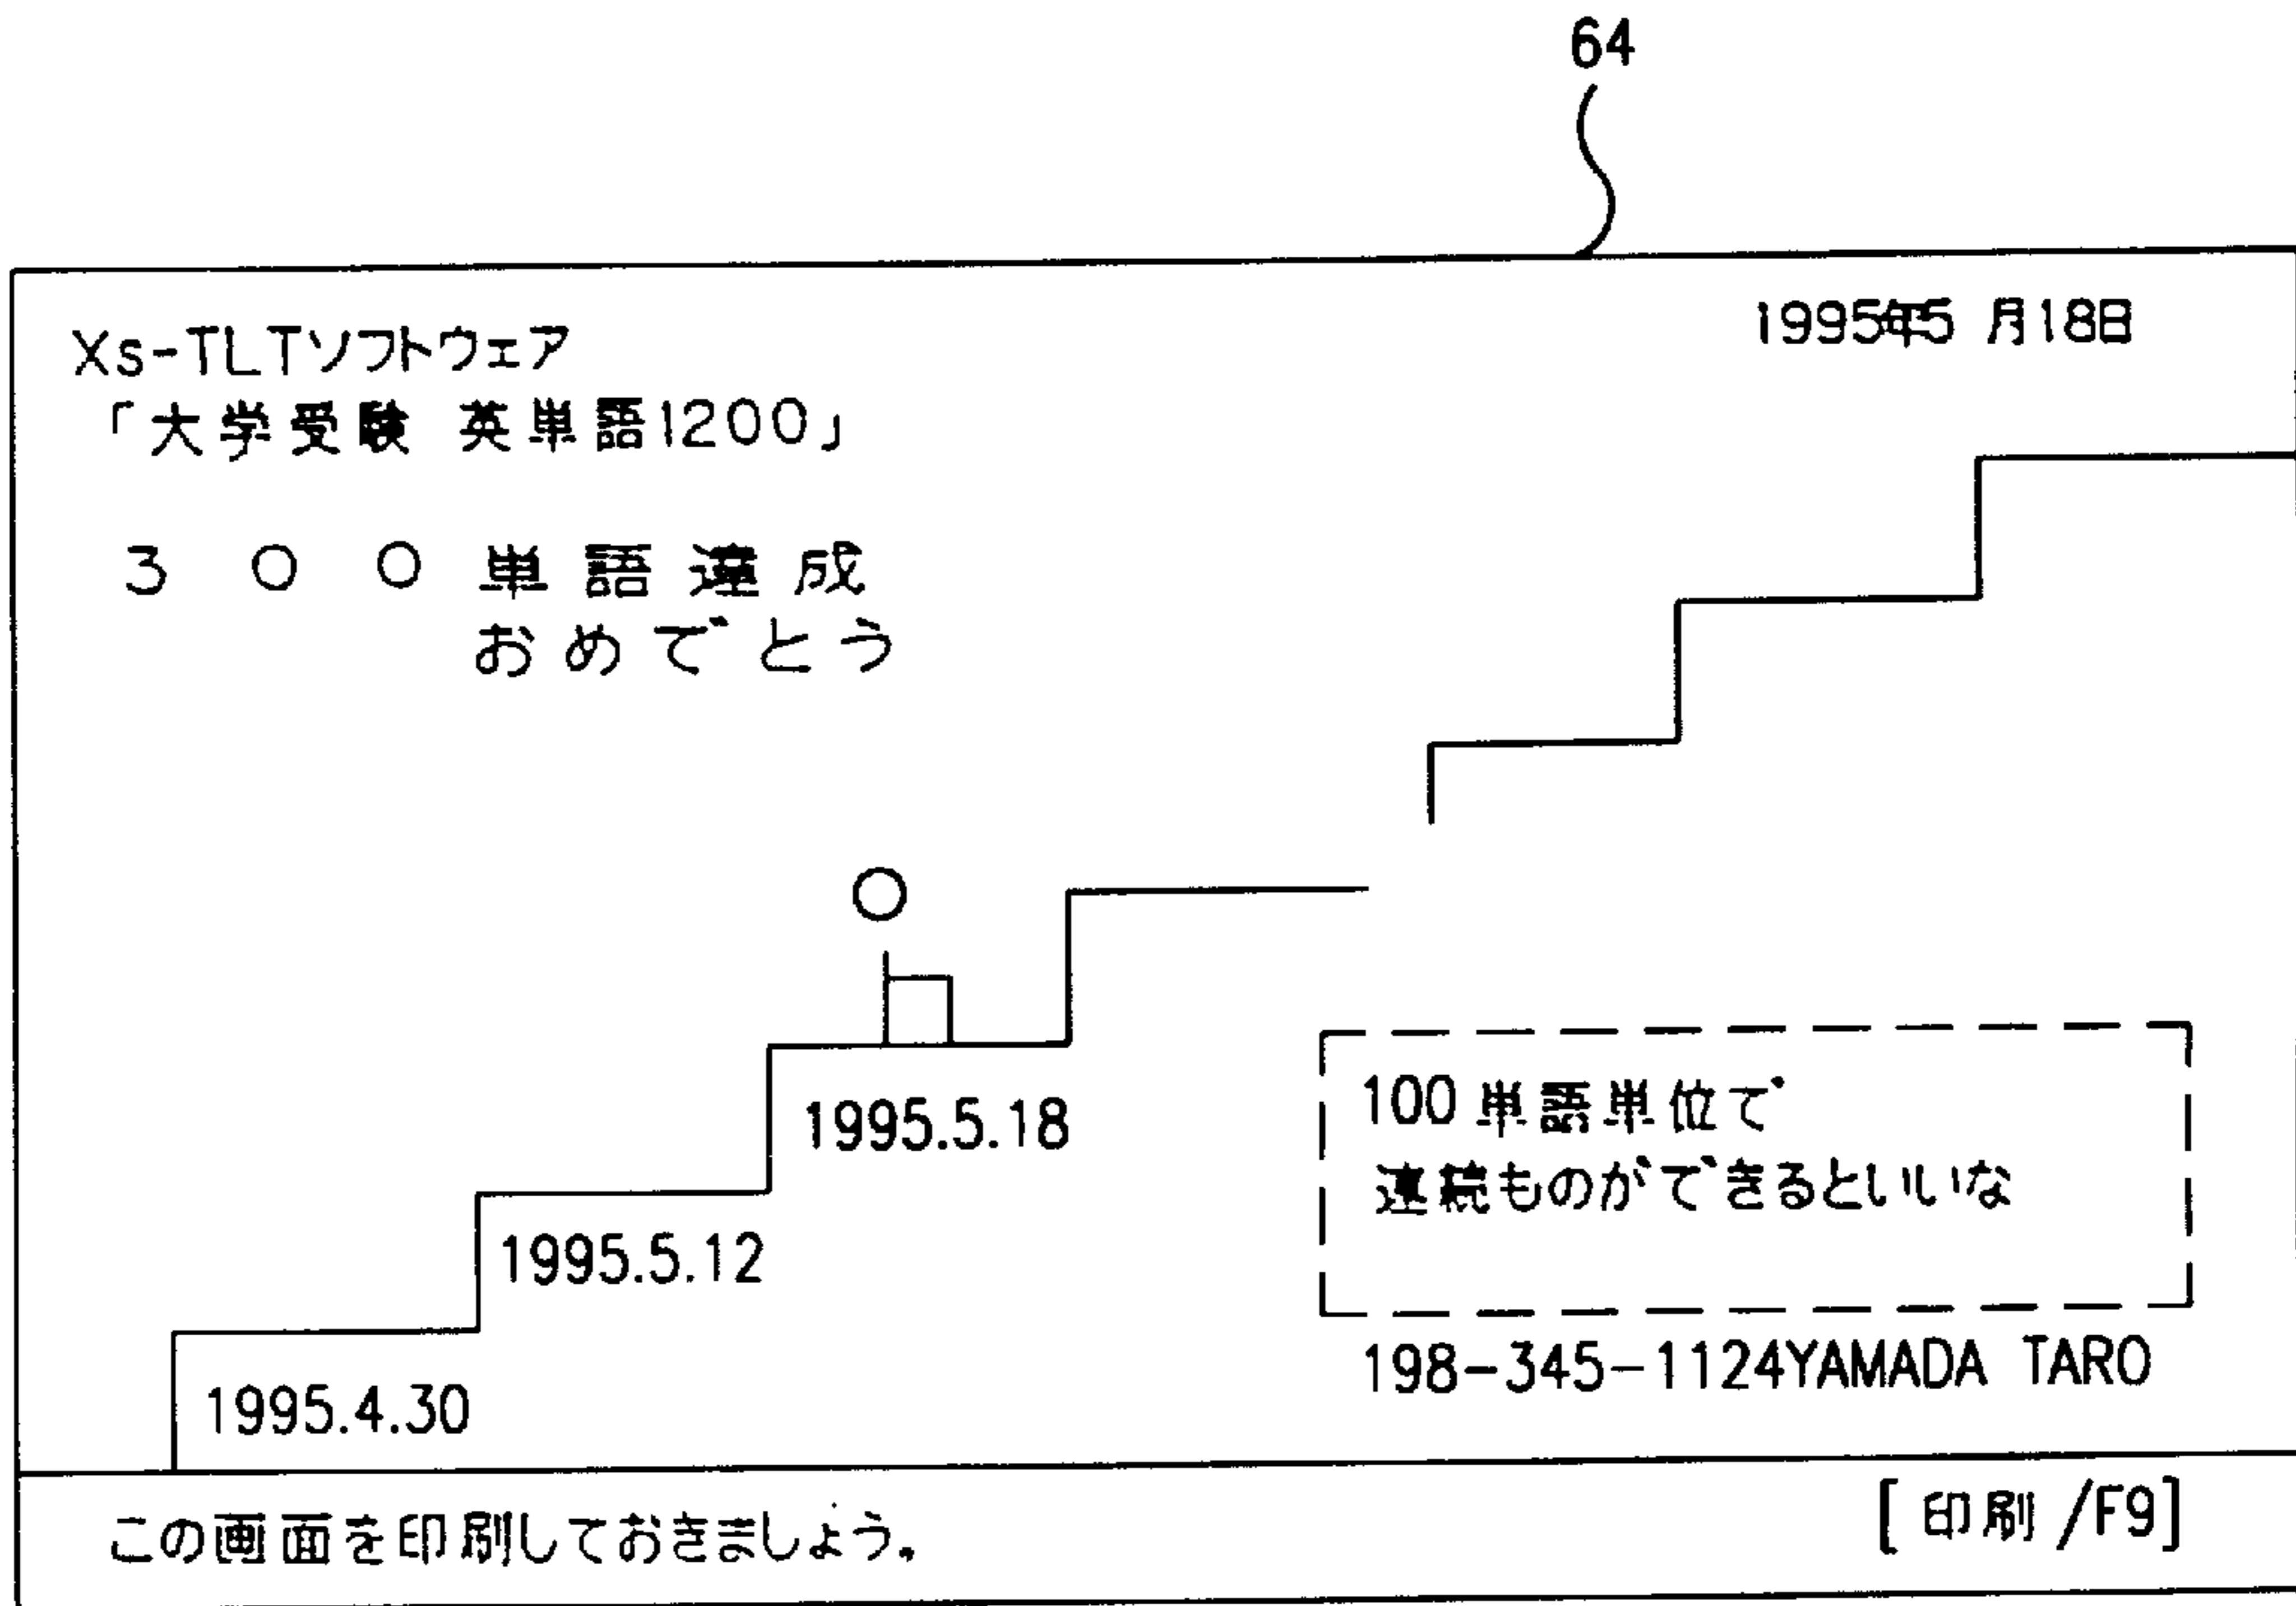 64
1995年5月18日
Xs-TLTソフトウェア
「大学受験 英単語1200」
3○○単語達成
おめでとう
1995.5.18
1995.5.12
1995.4.30
100単語単位で
連続ものができるといいな
198-345-1124YAMADA TARO
この画面を印刷しておきましょう。
[印刷/F9]